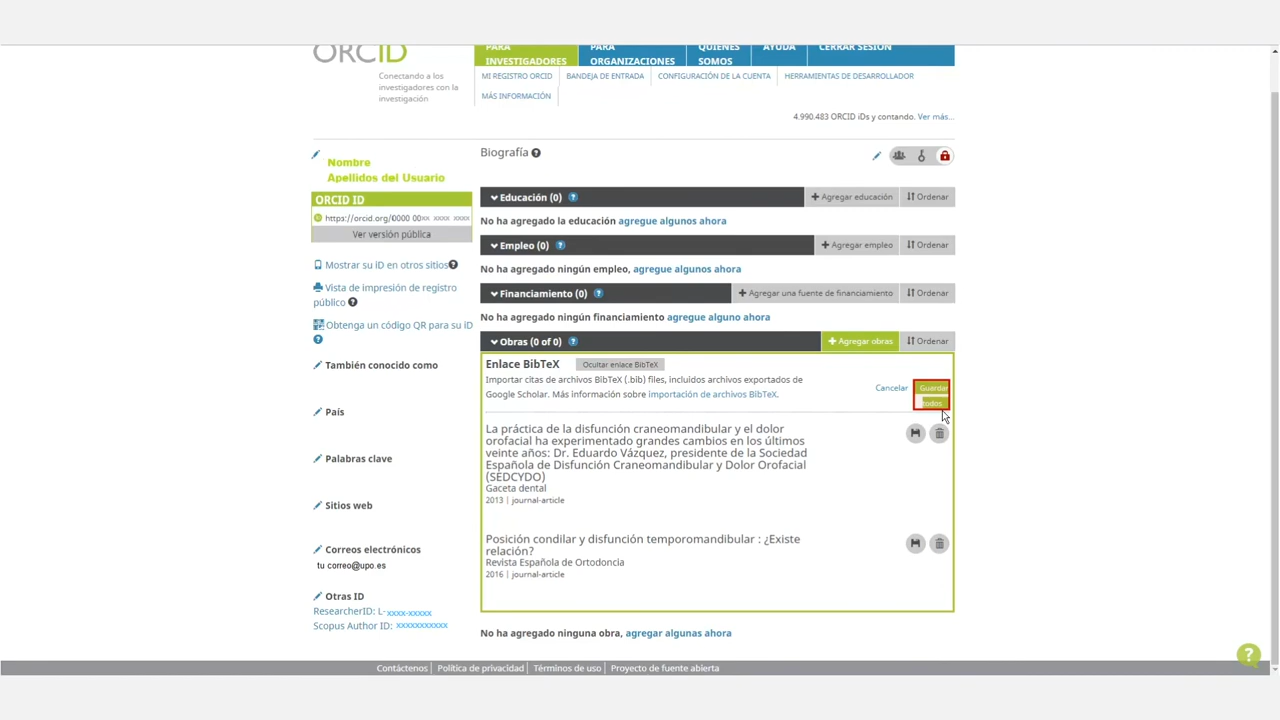 ORCID
Conectando a los
investigadores con la
investigación
PARA
INVESTIGADORES
PARA
ORGANIZACIONES
QUIENES
SOMOS
AYUDA
CERRAR SESIÓN
MI REGISTRO ORCID
BANDEJA DE ENTRADA
CONFIGURACIÓN DE LA CUENTA
HERRAMIENTAS DE DESARROLLADOR
MÁS INFORMACIÓN
4.990.483 ORCID iDs y contando. Ver más...
Nombre
Apellidos del Usuario
ORCID ID
https://orcid.org/0000 00xx xxxx xxxx
Ver versión pública
Mostrar su iD en otros sitios ?
Vista de impresión de registro
público ?
Obtenga un código QR para su iD
?
También conocido como
País
Palabras clave
Sitios web
Correos electrónicos
tu correo@upo.es
Otras ID
ResearcherID: L-xxxx-xxxxx
Scopus Author ID: xxxxxxxxxxx
Biografía ?
Educación (0) ?
Agregar educación
Ordenar
No ha agregado la educación agregue algunos ahora
Empleo (0) ?
Agregar empleo
Ordenar
No ha agregado ningún empleo, agregue algunos ahora
Financiamiento (0) ?
Agregar una fuente de financiamiento
Ordenar
No ha agregado ningún financiamiento agregue alguno ahora
Obras (0 of 0) ?
Agregar obras
Ordenar
Enlace BibTeX
Ocultar enlace BibTeX
Importar citas de archivos BibTeX (.bib) files, incluidos archivos exportados de
Google Scholar. Más información sobre importación de archivos BibTeX.
Cancelar
Guardar
todos
La práctica de la disfunción craneomandibular y el dolor
orofacial ha experimentado grandes cambios en los últimos
veinte años: Dr. Eduardo Vázquez, presidente de la Sociedad
Española de Disfunción Craneomandibular y Dolor Orofacial
(SEDCYDO)
Gaceta dental
2013 | journal-article
Posición condilar y disfunción temporomandibular : ¿Existe
relación?
Revista Española de Ortodoncia
2016 | journal-article
No ha agregado ninguna obra, agregar algunas ahora
?
Contáctenos | Política de privacidad | Términos de uso | Proyecto de fuente abierta